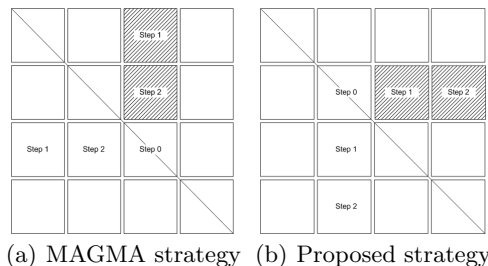 Step 1
Step 2
Step 1 Step 2 Step 0
Step 0 Step 1 Step 2
Step 1
Step 2
(a) MAGMA strategy (b) Proposed strategy